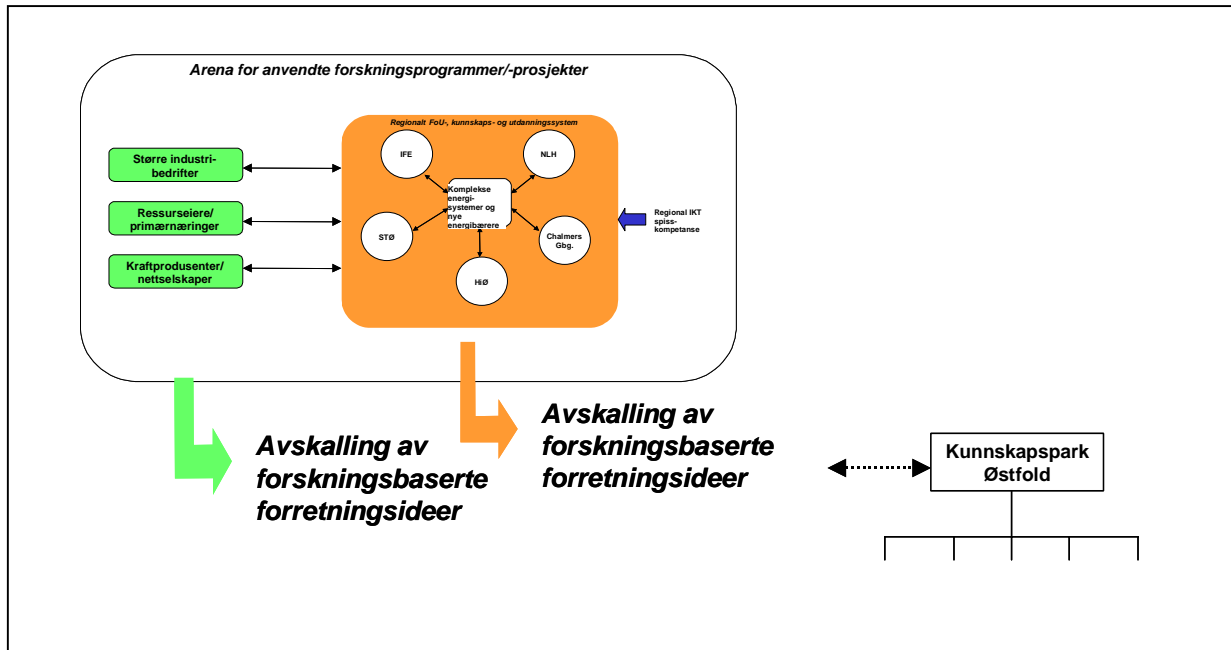 Arena for anvendte forskningsprogrammer/-prosjekter
Regionalt FoU-, kunnskaps- og utdanningssystem
Større industri-
bedrifter
Ressurseiere/
primærnæringer
Kraftprodusenter/
nettselskaper
IFE
NLH
Komplekse
energi-
systemer og
nye
energibærere
STØ
Chalmers
Gbg.
HiØ
Regional IKT
spiss-
kompetanse
Avskalling av
forskningsbaserte
forretningsideer
Avskalling av
forskningsbaserte
forretningsideer
Kunnskapspark
Østfold